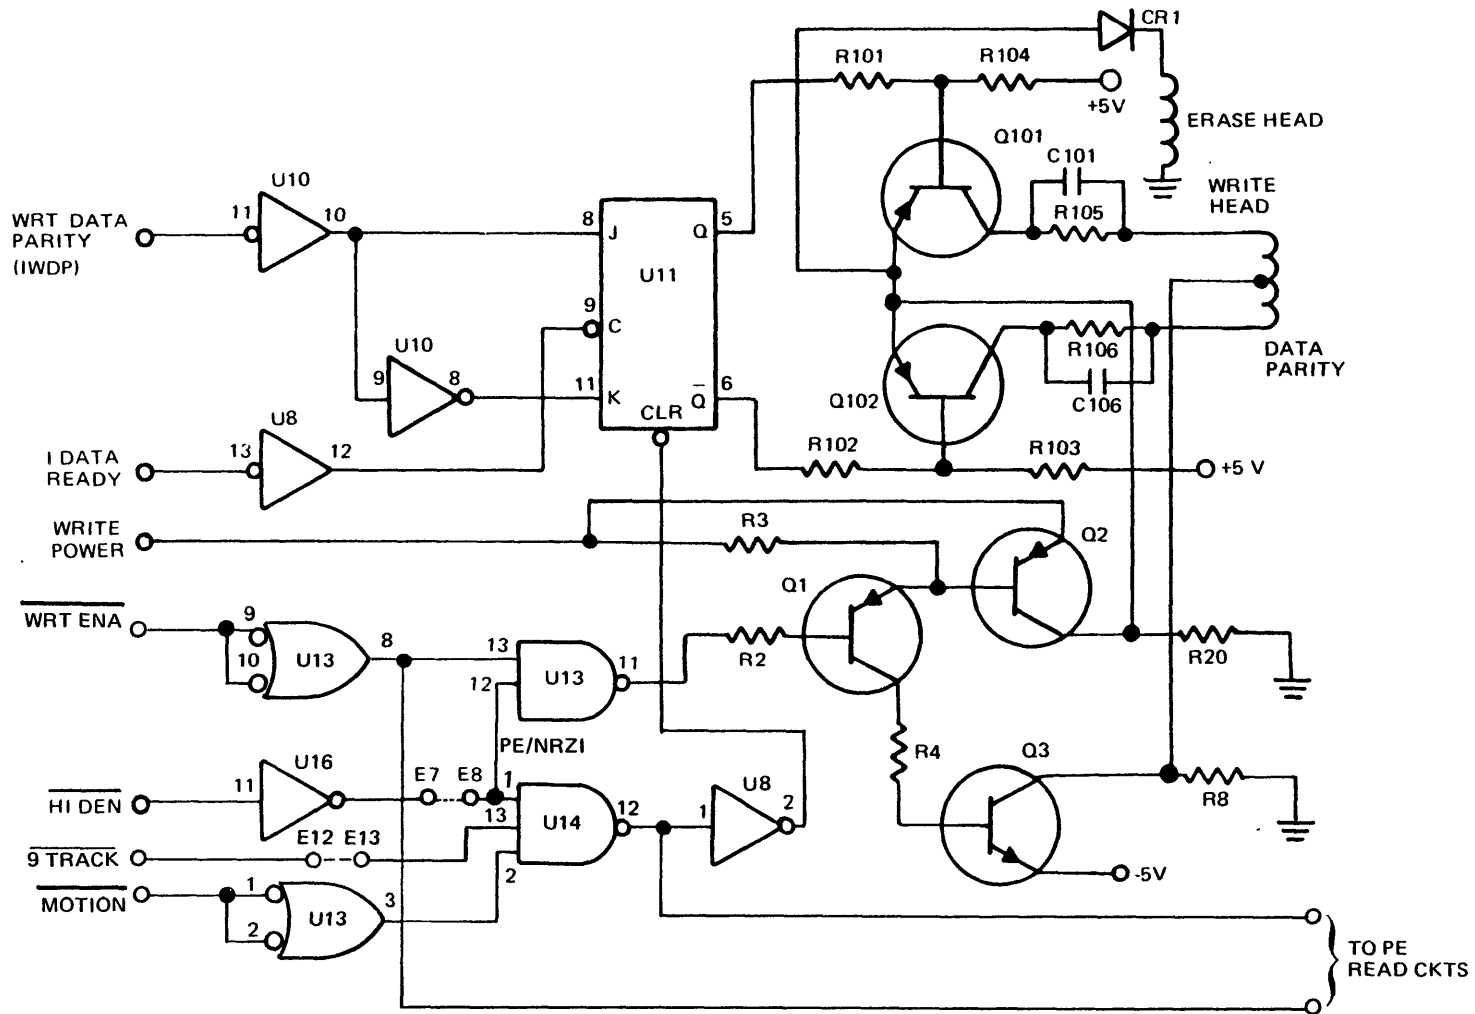 CR1
R101
R104
+5V
ERASE HEAD
Q101
C101
WRITE
HEAD
R105
U10
11
10
WRT DATA
PARITY
(IWDP)
8
J
Q
5
U11
9
C
U10
9
8
11
K
Q̅
6
CLR
R106
DATA
PARITY
C106
Q102
U8
13
12
I DATA
READY
R102
R103
+5 V
WRITE
POWER
R3
Q2
Q1
WRT ENA
9
10
U13
8
13
12
U13
11
R2
R20
PE/NRZI
U16
11
HI DEN
E7
E8
1
13
2
U14
12
U8
1
2
R4
Q3
R8
E12
E13
9 TRACK
MOTION
1
2
U13
3
-5V
TO PE
READ CKTS